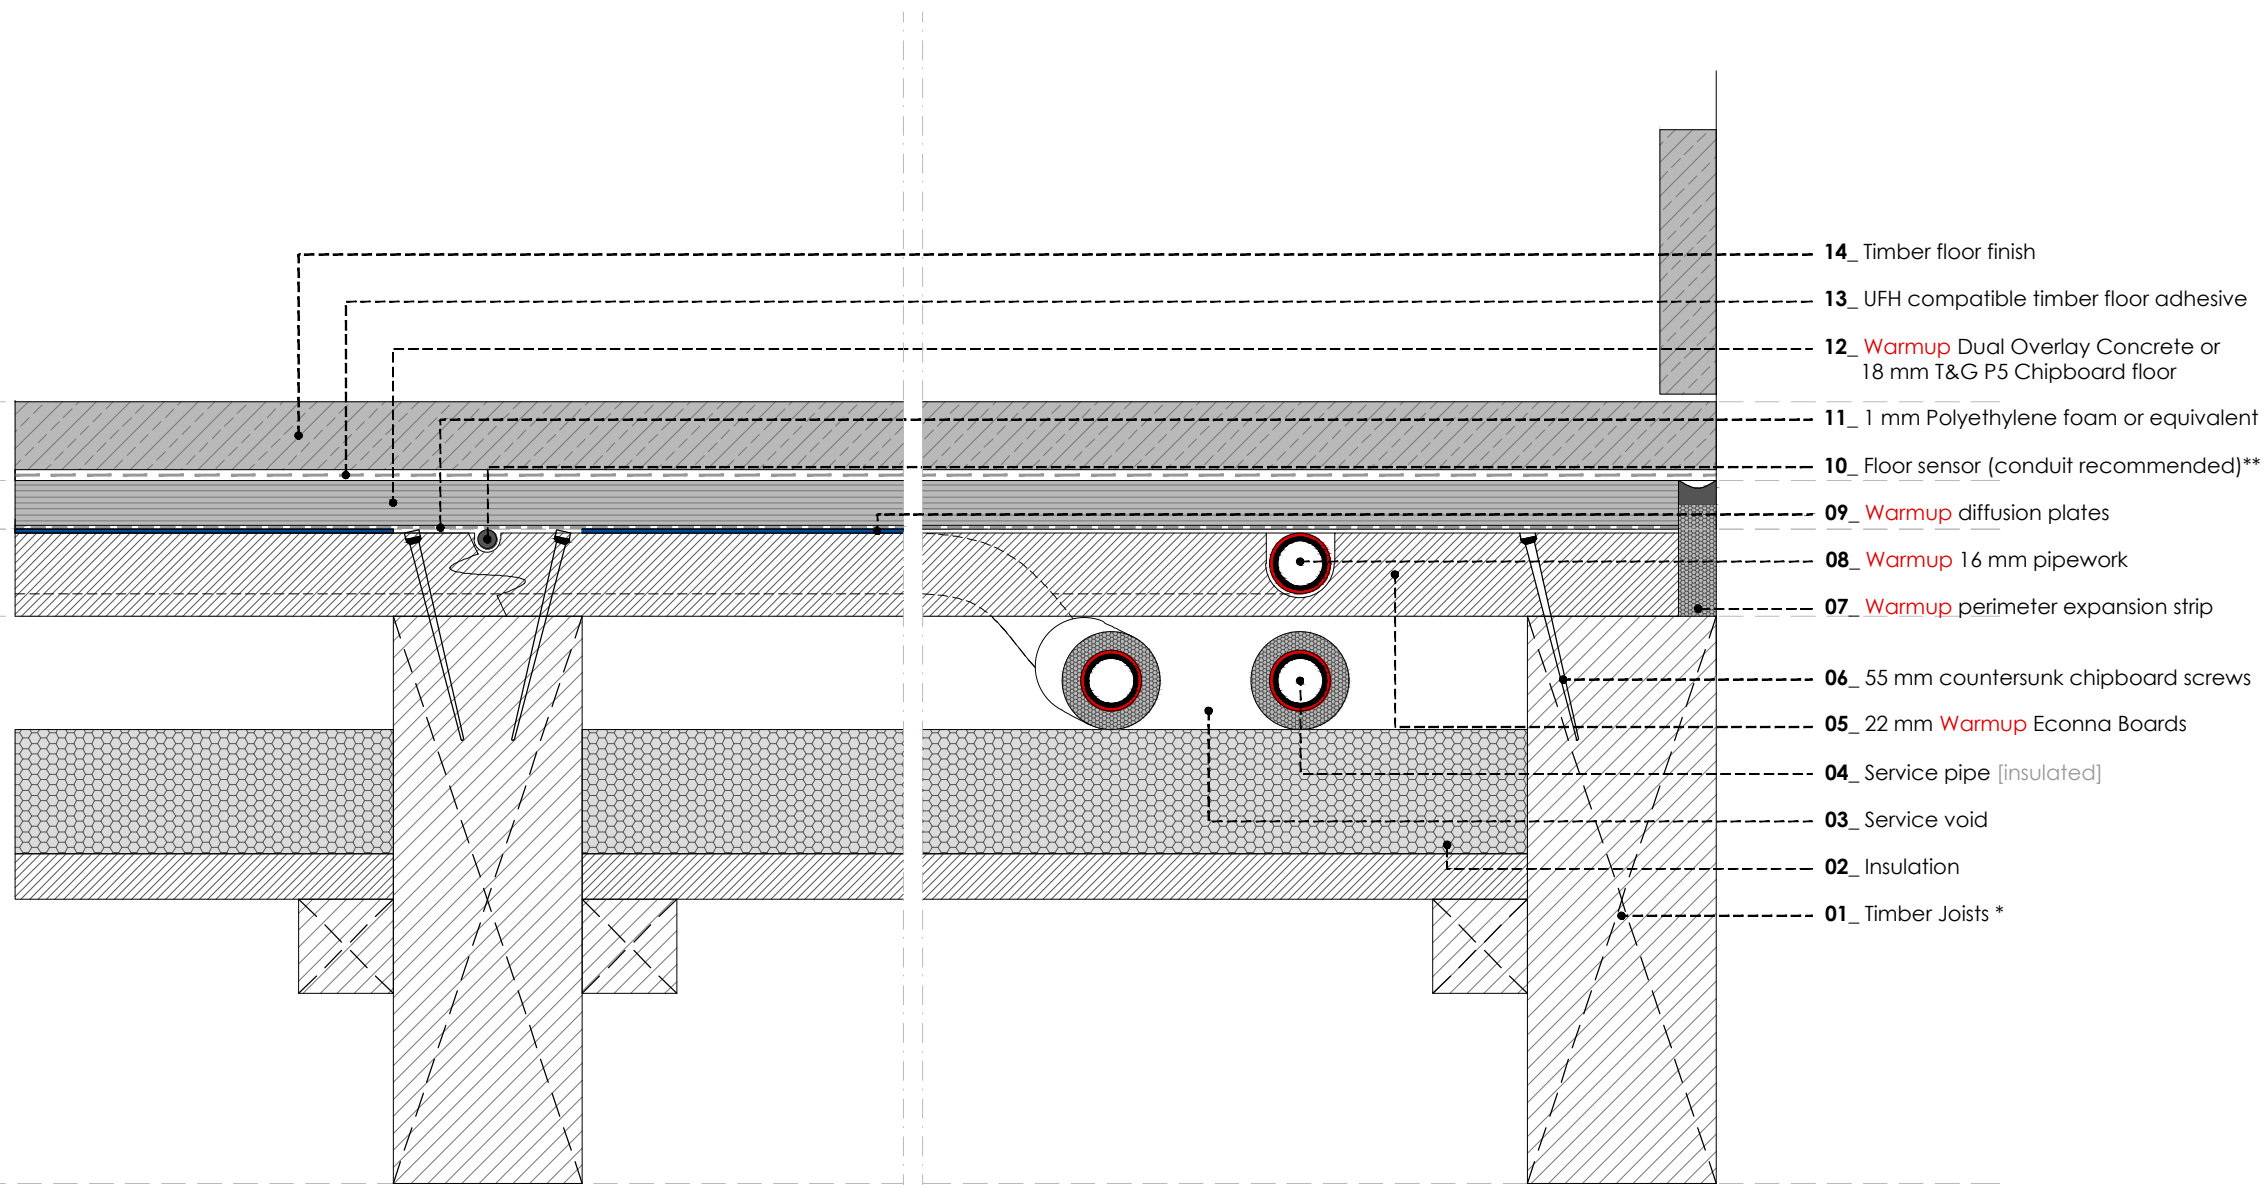 14_ Timber floor finish
13_ UFH compatible timber floor adhesive
12_ Warmup Dual Overlay Concrete or
18 mm T&G P5 Chipboard floor
11_ 1 mm Polyethylene foam or equivalent
10_ Floor sensor (conduit recommended)**
09_ Warmup diffusion plates
08_ Warmup 16 mm pipework
07_ Warmup perimeter expansion strip
06_ 55 mm countersunk chipboard screws
05_ 22 mm Warmup Econna Boards
04_ Service pipe [insulated]
03_ Service void
02_ Insulation
01_ Timber Joists *